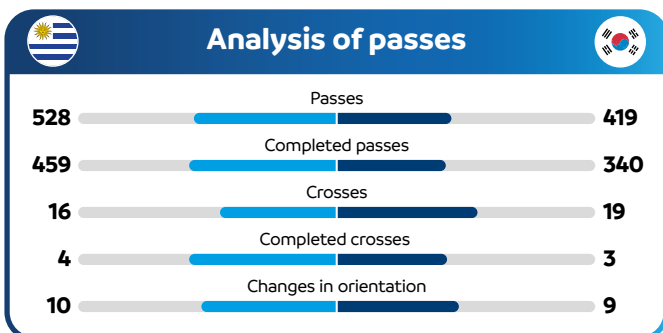 Analysis of passes
Passes
528 419
Completed passes
459 340
Crosses
16 19
Completed crosses
4 3
Changes in orientation
10 9